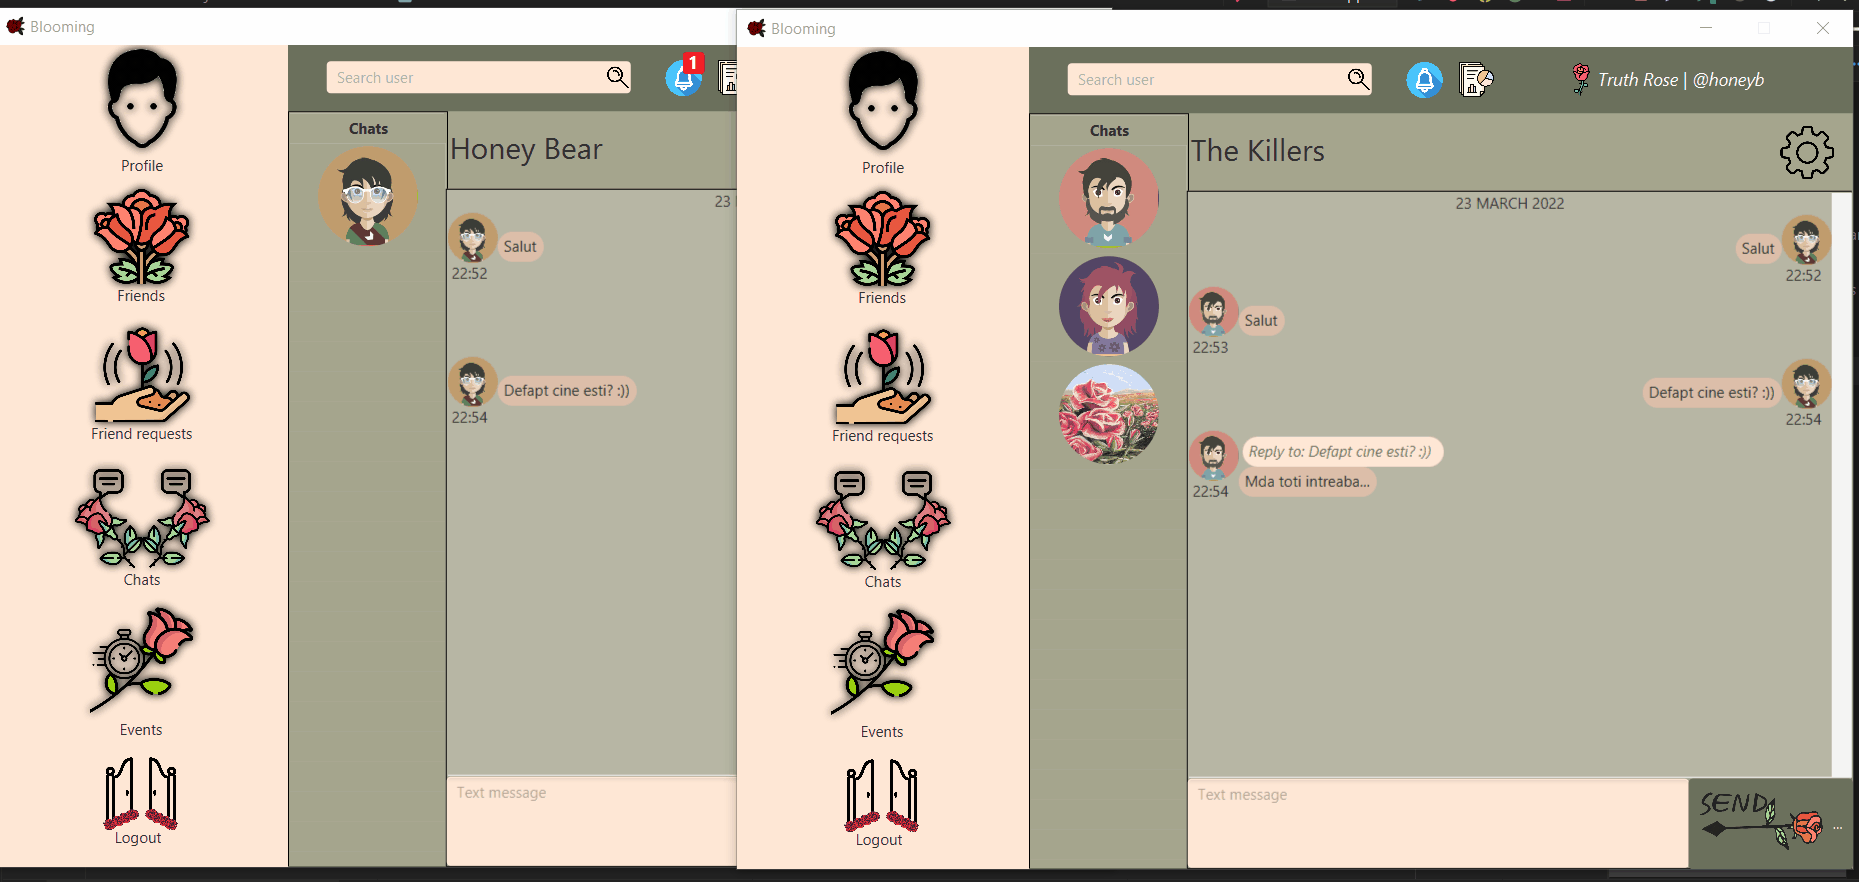 Blooming
Search user
1
Profile
Friends
Friend requests
Chats
Events
Logout
Chats
Honey Bear
23
Salut
22:52
Defapt cine esti? :))
22:54
Text message
Blooming
Search user
Truth Rose | @honeyb
Profile
Friends
Friend requests
Chats
Events
Logout
Chats
The Killers
23 MARCH 2022
Salut
22:52
Salut
22:53
Defapt cine esti? :))
22:54
Reply to: Defapt cine esti? :))
Mda toti intreaba...
22:54
Text message
SEND
...